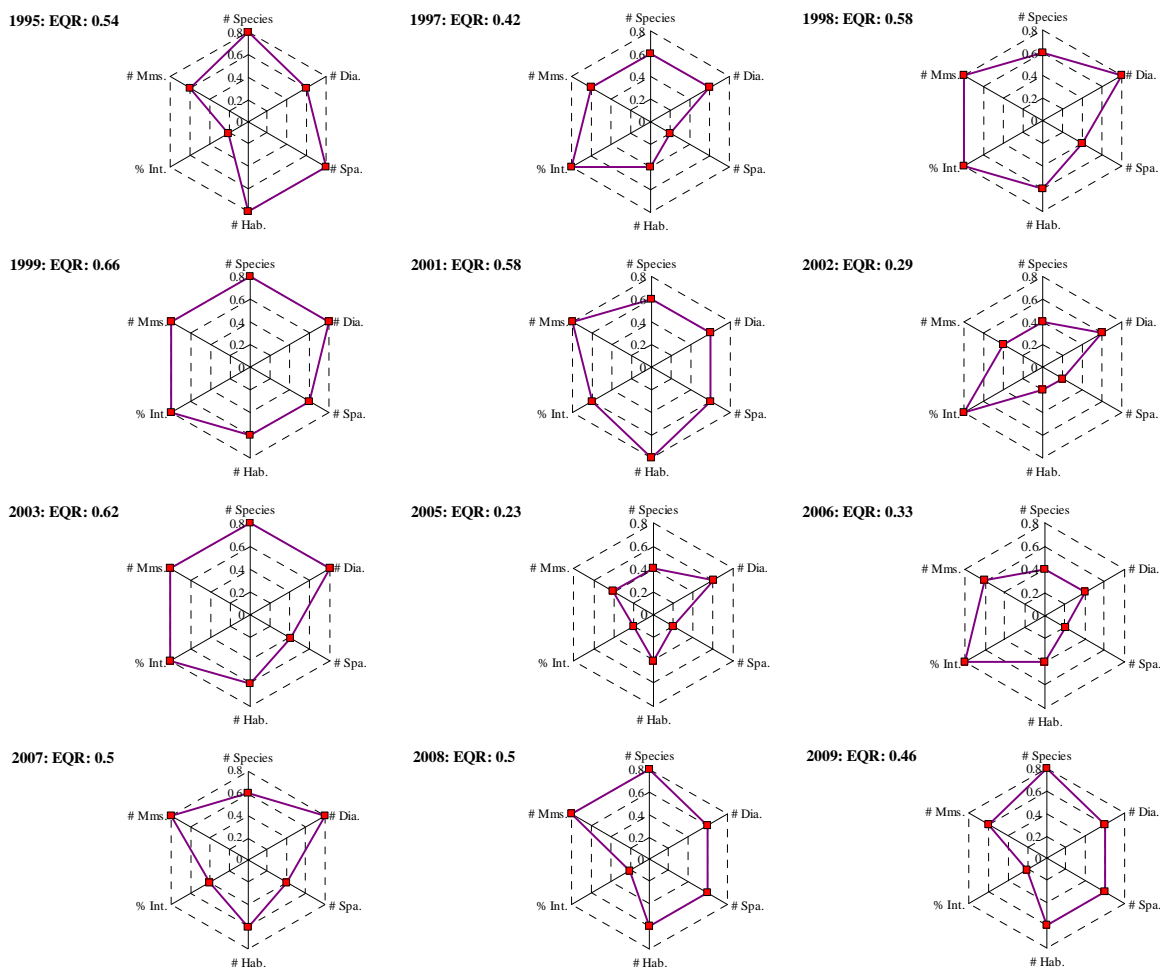 1995: EQR: 0.54
# Species
0.8
0.6
0.4
0.2
0
# Dia.
# Spa.
# Hab.
% Int.
# Mms.
1997: EQR: 0.42
# Species
0.8
0.6
0.4
0.2
0
# Dia.
# Spa.
# Hab.
% Int.
# Mms.
1998: EQR: 0.58
# Species
0.8
0.6
0.4
0.2
0
# Dia.
# Spa.
# Hab.
% Int.
# Mms.
1999: EQR: 0.66
# Species
0.8
0.6
0.4
0.2
0
# Dia.
# Spa.
# Hab.
% Int.
# Mms.
2001: EQR: 0.58
# Species
0.8
0.6
0.4
0.2
0
# Dia.
# Spa.
# Hab.
% Int.
# Mms.
2002: EQR: 0.29
# Species
0.8
0.6
0.4
0.2
0
# Dia.
# Spa.
# Hab.
% Int.
# Mms.
2003: EQR: 0.62
# Species
0.8
0.6
0.4
0.2
0
# Dia.
# Spa.
# Hab.
% Int.
# Mms.
2005: EQR: 0.23
# Species
0.8
0.6
0.4
0.2
0
# Dia.
# Spa.
# Hab.
% Int.
# Mms.
2006: EQR: 0.33
# Species
0.8
0.6
0.4
0.2
0
# Dia.
# Spa.
# Hab.
% Int.
# Mms.
2007: EQR: 0.5
# Species
0.8
0.6
0.4
0.2
0
# Dia.
# Spa.
# Hab.
% Int.
# Mms.
2008: EQR: 0.5
# Species
0.8
0.6
0.4
0.2
0
# Dia.
# Spa.
# Hab.
% Int.
# Mms.
2009: EQR: 0.46
# Species
0.8
0.6
0.4
0.2
0
# Dia.
# Spa.
# Hab.
% Int.
# Mms.